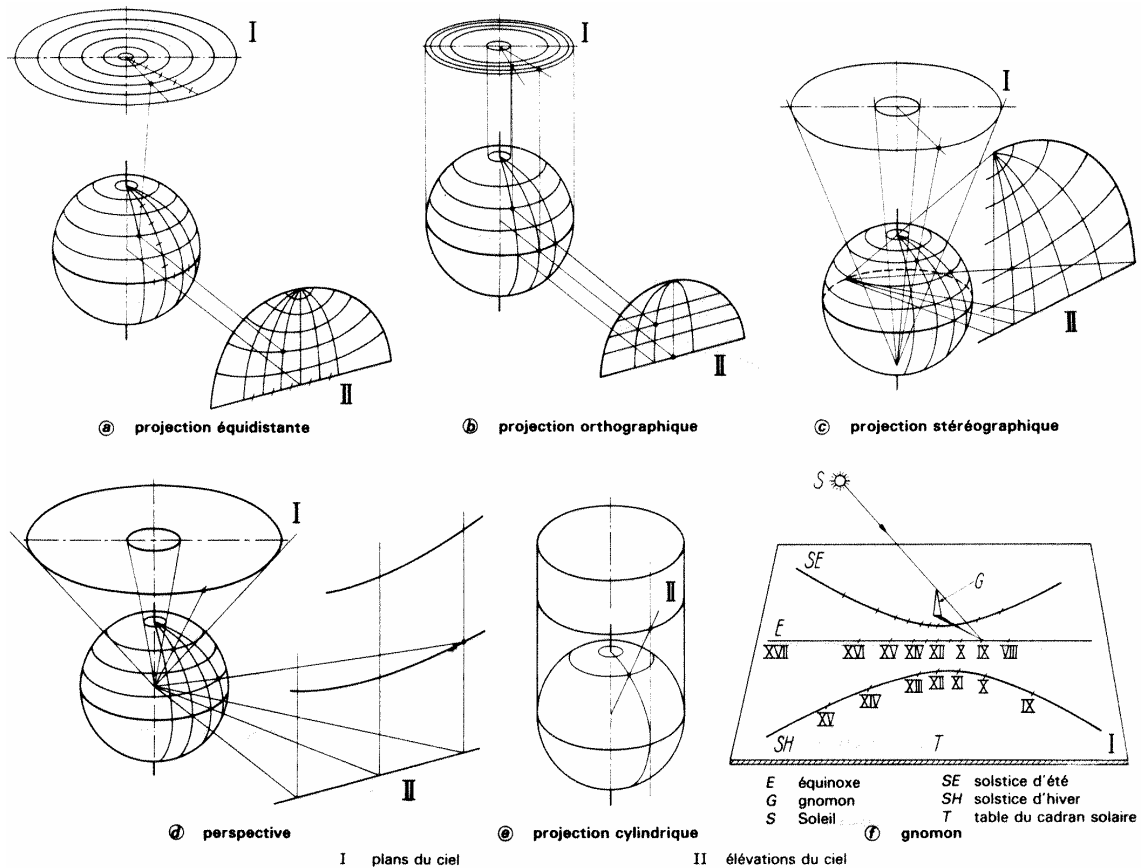 I
I
I
II
II
II
ⓐ projection équidistante
ⓑ projection orthographique
ⓒ projection stéréographique
I
II
II
S
SE
G
E
XVII XVI XV XIV XII X IX VIII
XV XIV XIII XII XI X IX
SH T I
E équinoxe SE solstice d'été
G gnomon SH solstice d'hiver
S Soleil T table du cadran solaire
ⓓ perspective
ⓔ projection cylindrique
ⓕ gnomon
I plans du ciel II élévations du ciel